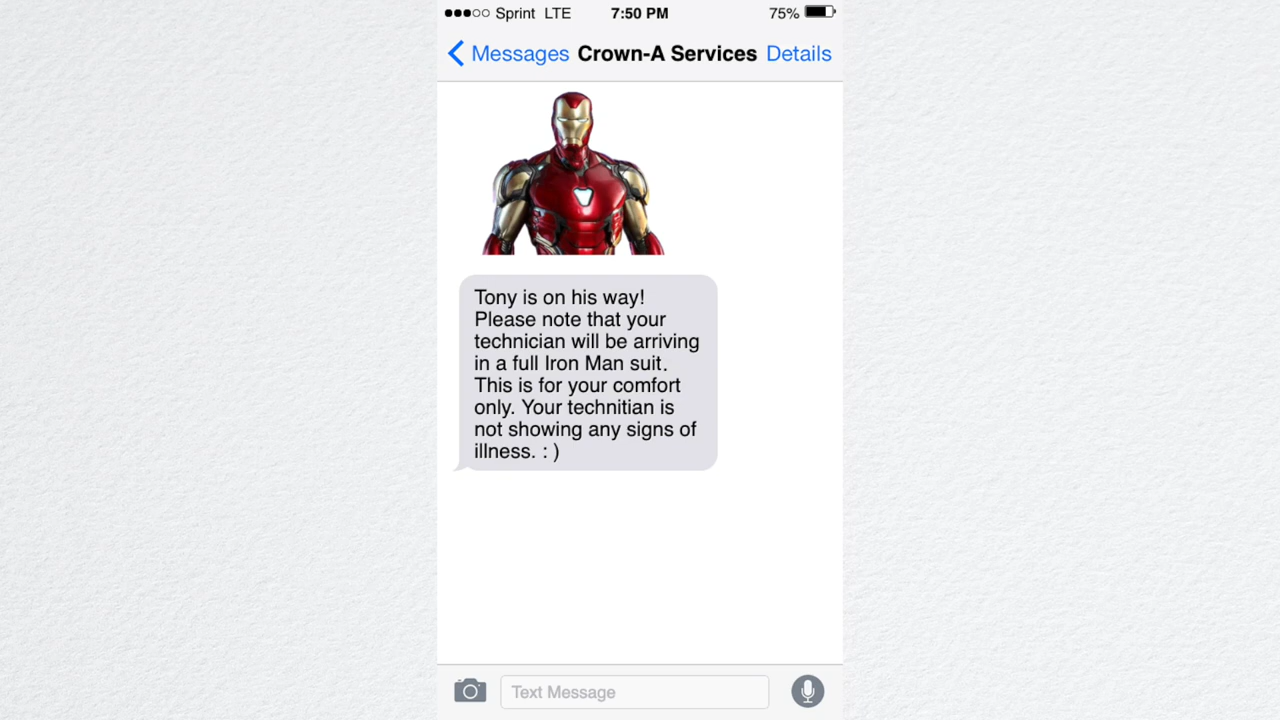 Sprint LTE 7:50 PM 75%
Messages Crown-A Services Details
Tony is on his way!
Please note that your
technician will be arriving
in a full Iron Man suit.
This is for your comfort
only. Your technitian is
not showing any signs of
illness. : )
Text Message